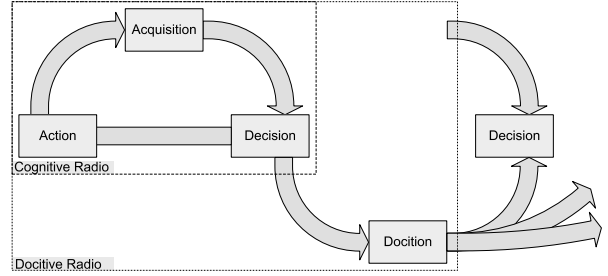 Acquisition
Action
Decision
Decision
Cognitive Radio
Docition
Docitive Radio